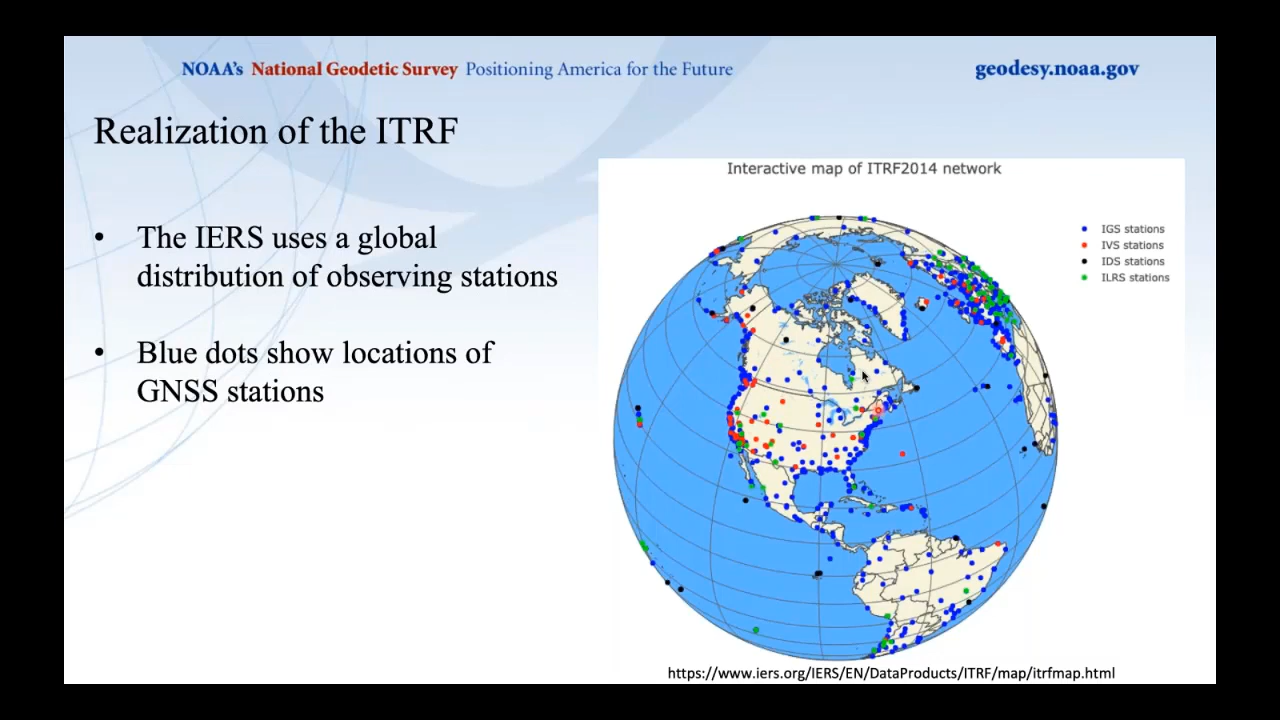 NOAA's National Geodetic Survey Positioning America for the Future
geodesy.noaa.gov
Realization of the ITRF
• The IERS uses a global
distribution of observing stations
• Blue dots show locations of
GNSS stations
Interactive map of ITRF2014 network
IGS stations
IVS stations
IDS stations
ILRS stations
https://www.iers.org/IERS/EN/DataProducts/ITRF/map/itrfmap.html